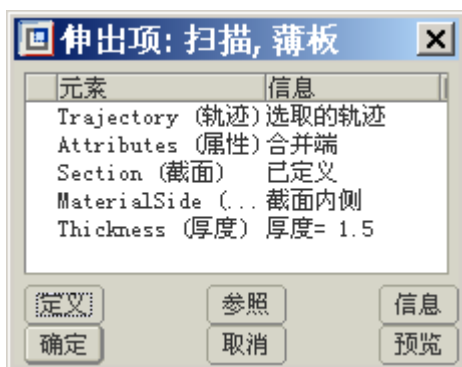 伸出项: 扫描, 薄板
元素 信息
Trajectory (轨迹) 选取的轨迹
Attributes (属性) 合并端
Section (截面) 已定义
MaterialSide (... 截面内侧
Thickness (厚度) 厚度= 1.5
定义 参照 信息
确定 取消 预览